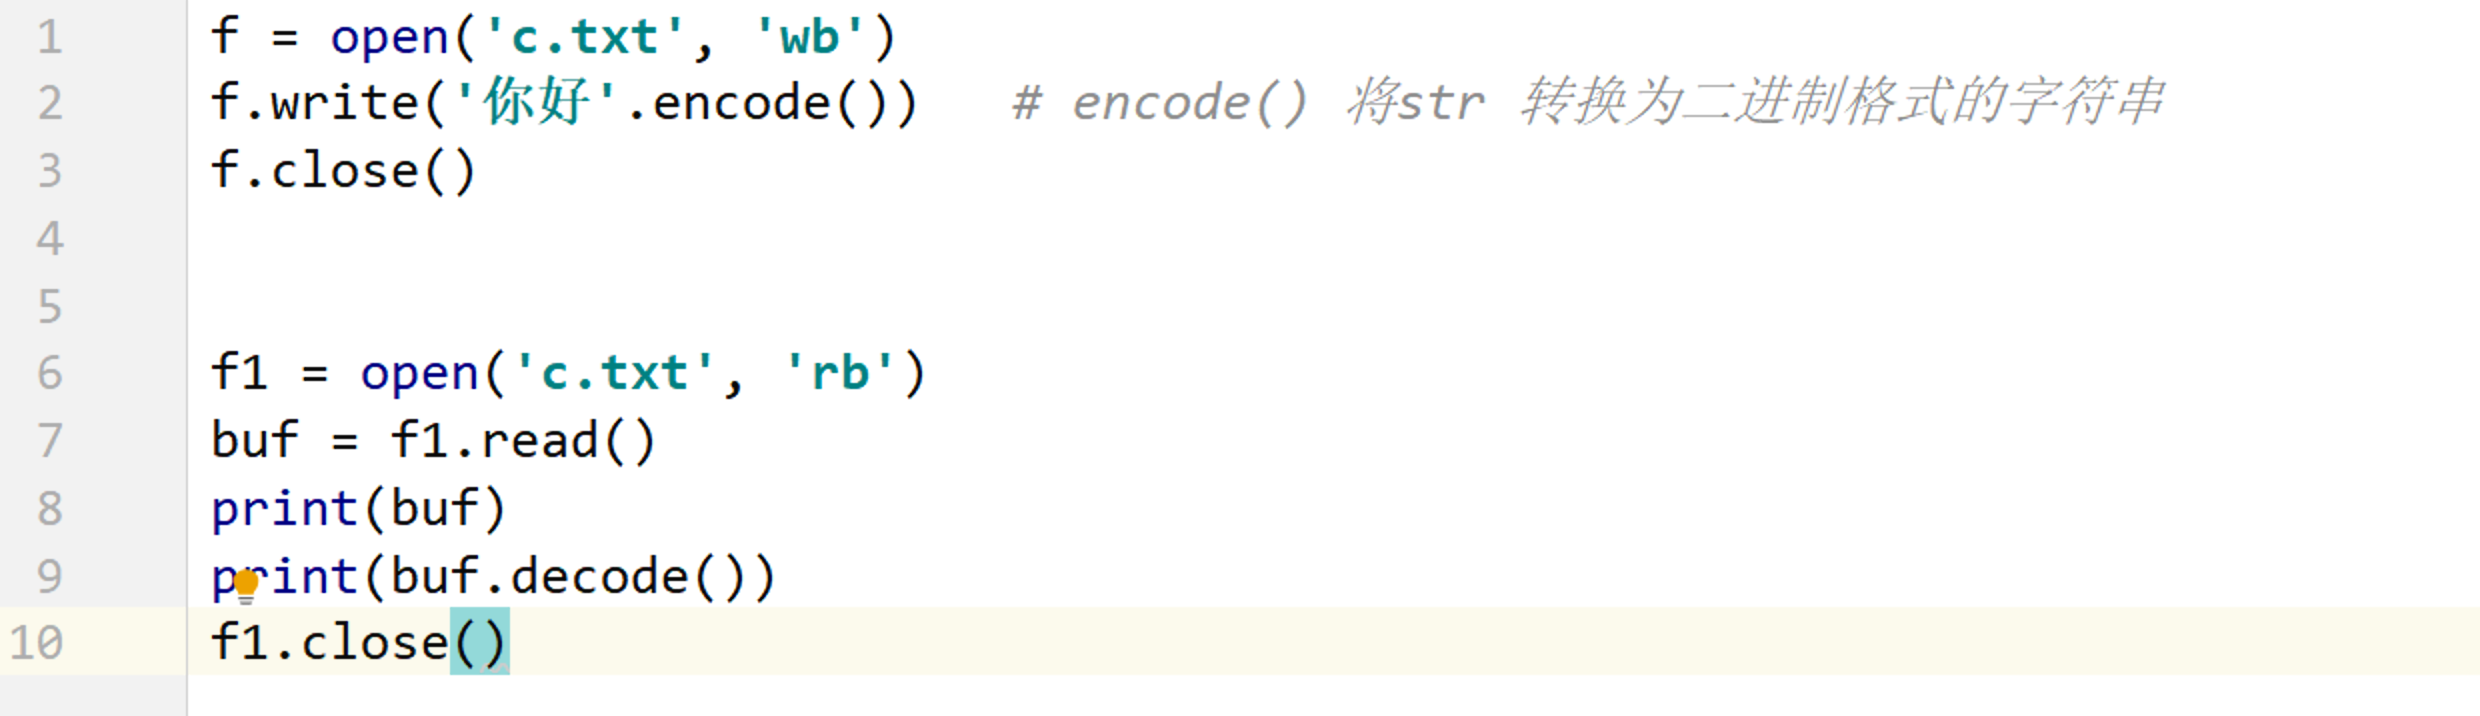 1 f = open('c.txt', 'wb')
2 f.write('你好'.encode())   # encode() 将str 转换为二进制格式的字符串
3 f.close()
4
5
6 f1 = open('c.txt', 'rb')
7 buf = f1.read()
8 print(buf)
9 print(buf.decode())
10 f1.close()